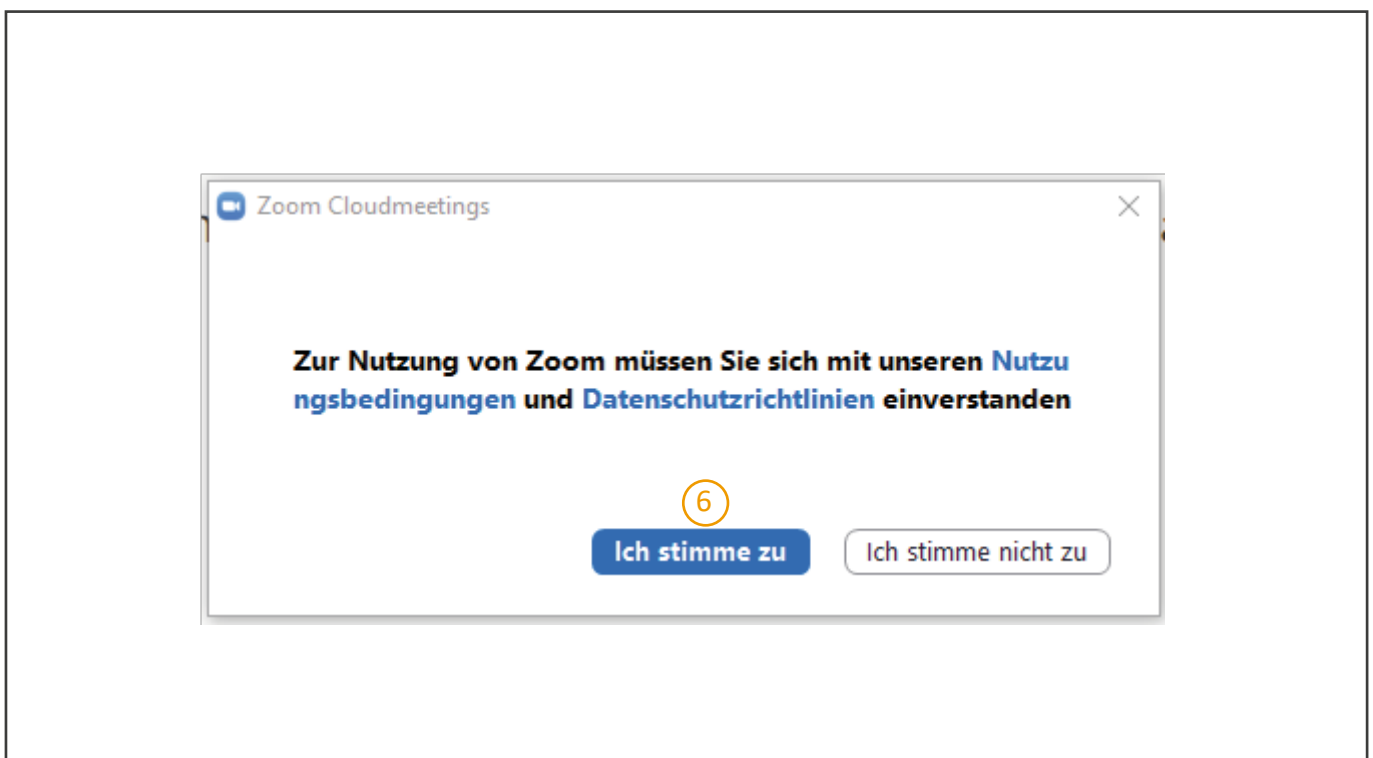 Zoom Cloudmeetings
Zur Nutzung von Zoom müssen Sie sich mit unseren Nutzu
ngsbedingungen und Datenschutzrichtlinien einverstanden
6
Ich stimme zu Ich stimme nicht zu